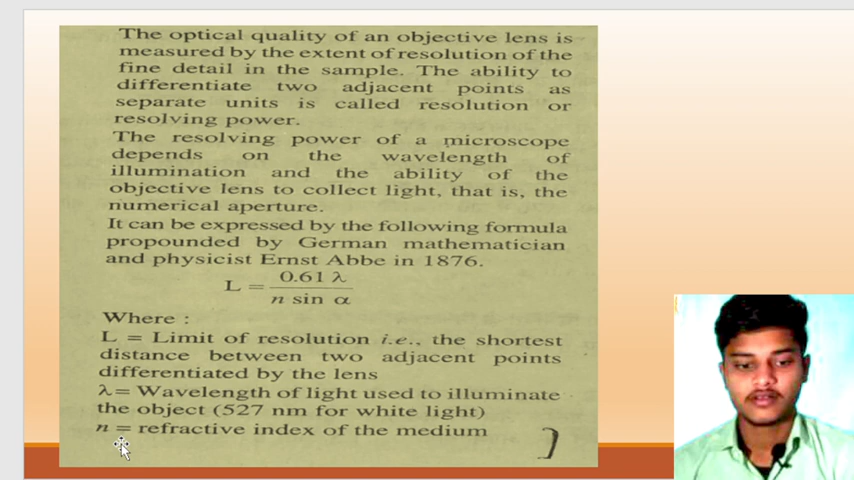 The optical quality of an objective lens is
measured by the extent of resolution of the
fine detail in the sample. The ability to
differentiate two adjacent points as
separate units is called resolution or
resolving power.
The resolving power of a microscope
depends on the wavelength of
illumination and the ability of the
objective lens to collect light, that is, the
numerical aperture.
It can be expressed by the following formula
propounded by German mathematician
and physicist Ernst Abbe in 1876.
L = 0.61 λ / n sin α
Where :
L = Limit of resolution i.e., the shortest
distance between two adjacent points
differentiated by the lens
λ= Wavelength of light used to illuminate
the object (527 nm for white light)
n = refractive index of the medium